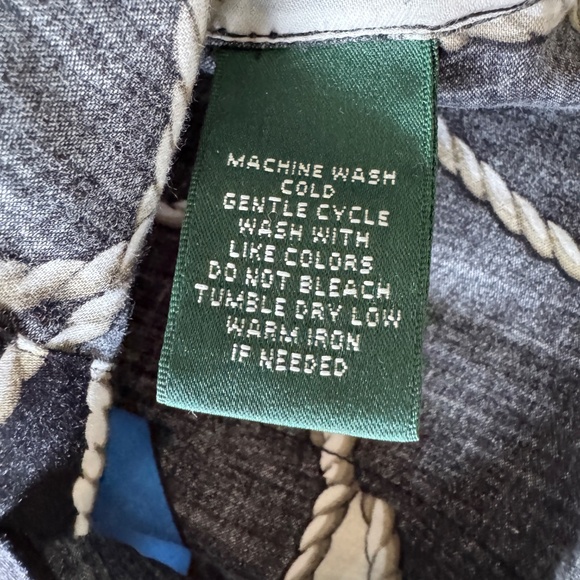 MACHINE WASH
COLD
GENTLE CYCLE
WASH WITH
LIKE COLORS
DO NOT BLEACH
TUMBLE DRY LOW
WARM IRON
IF NEEDED